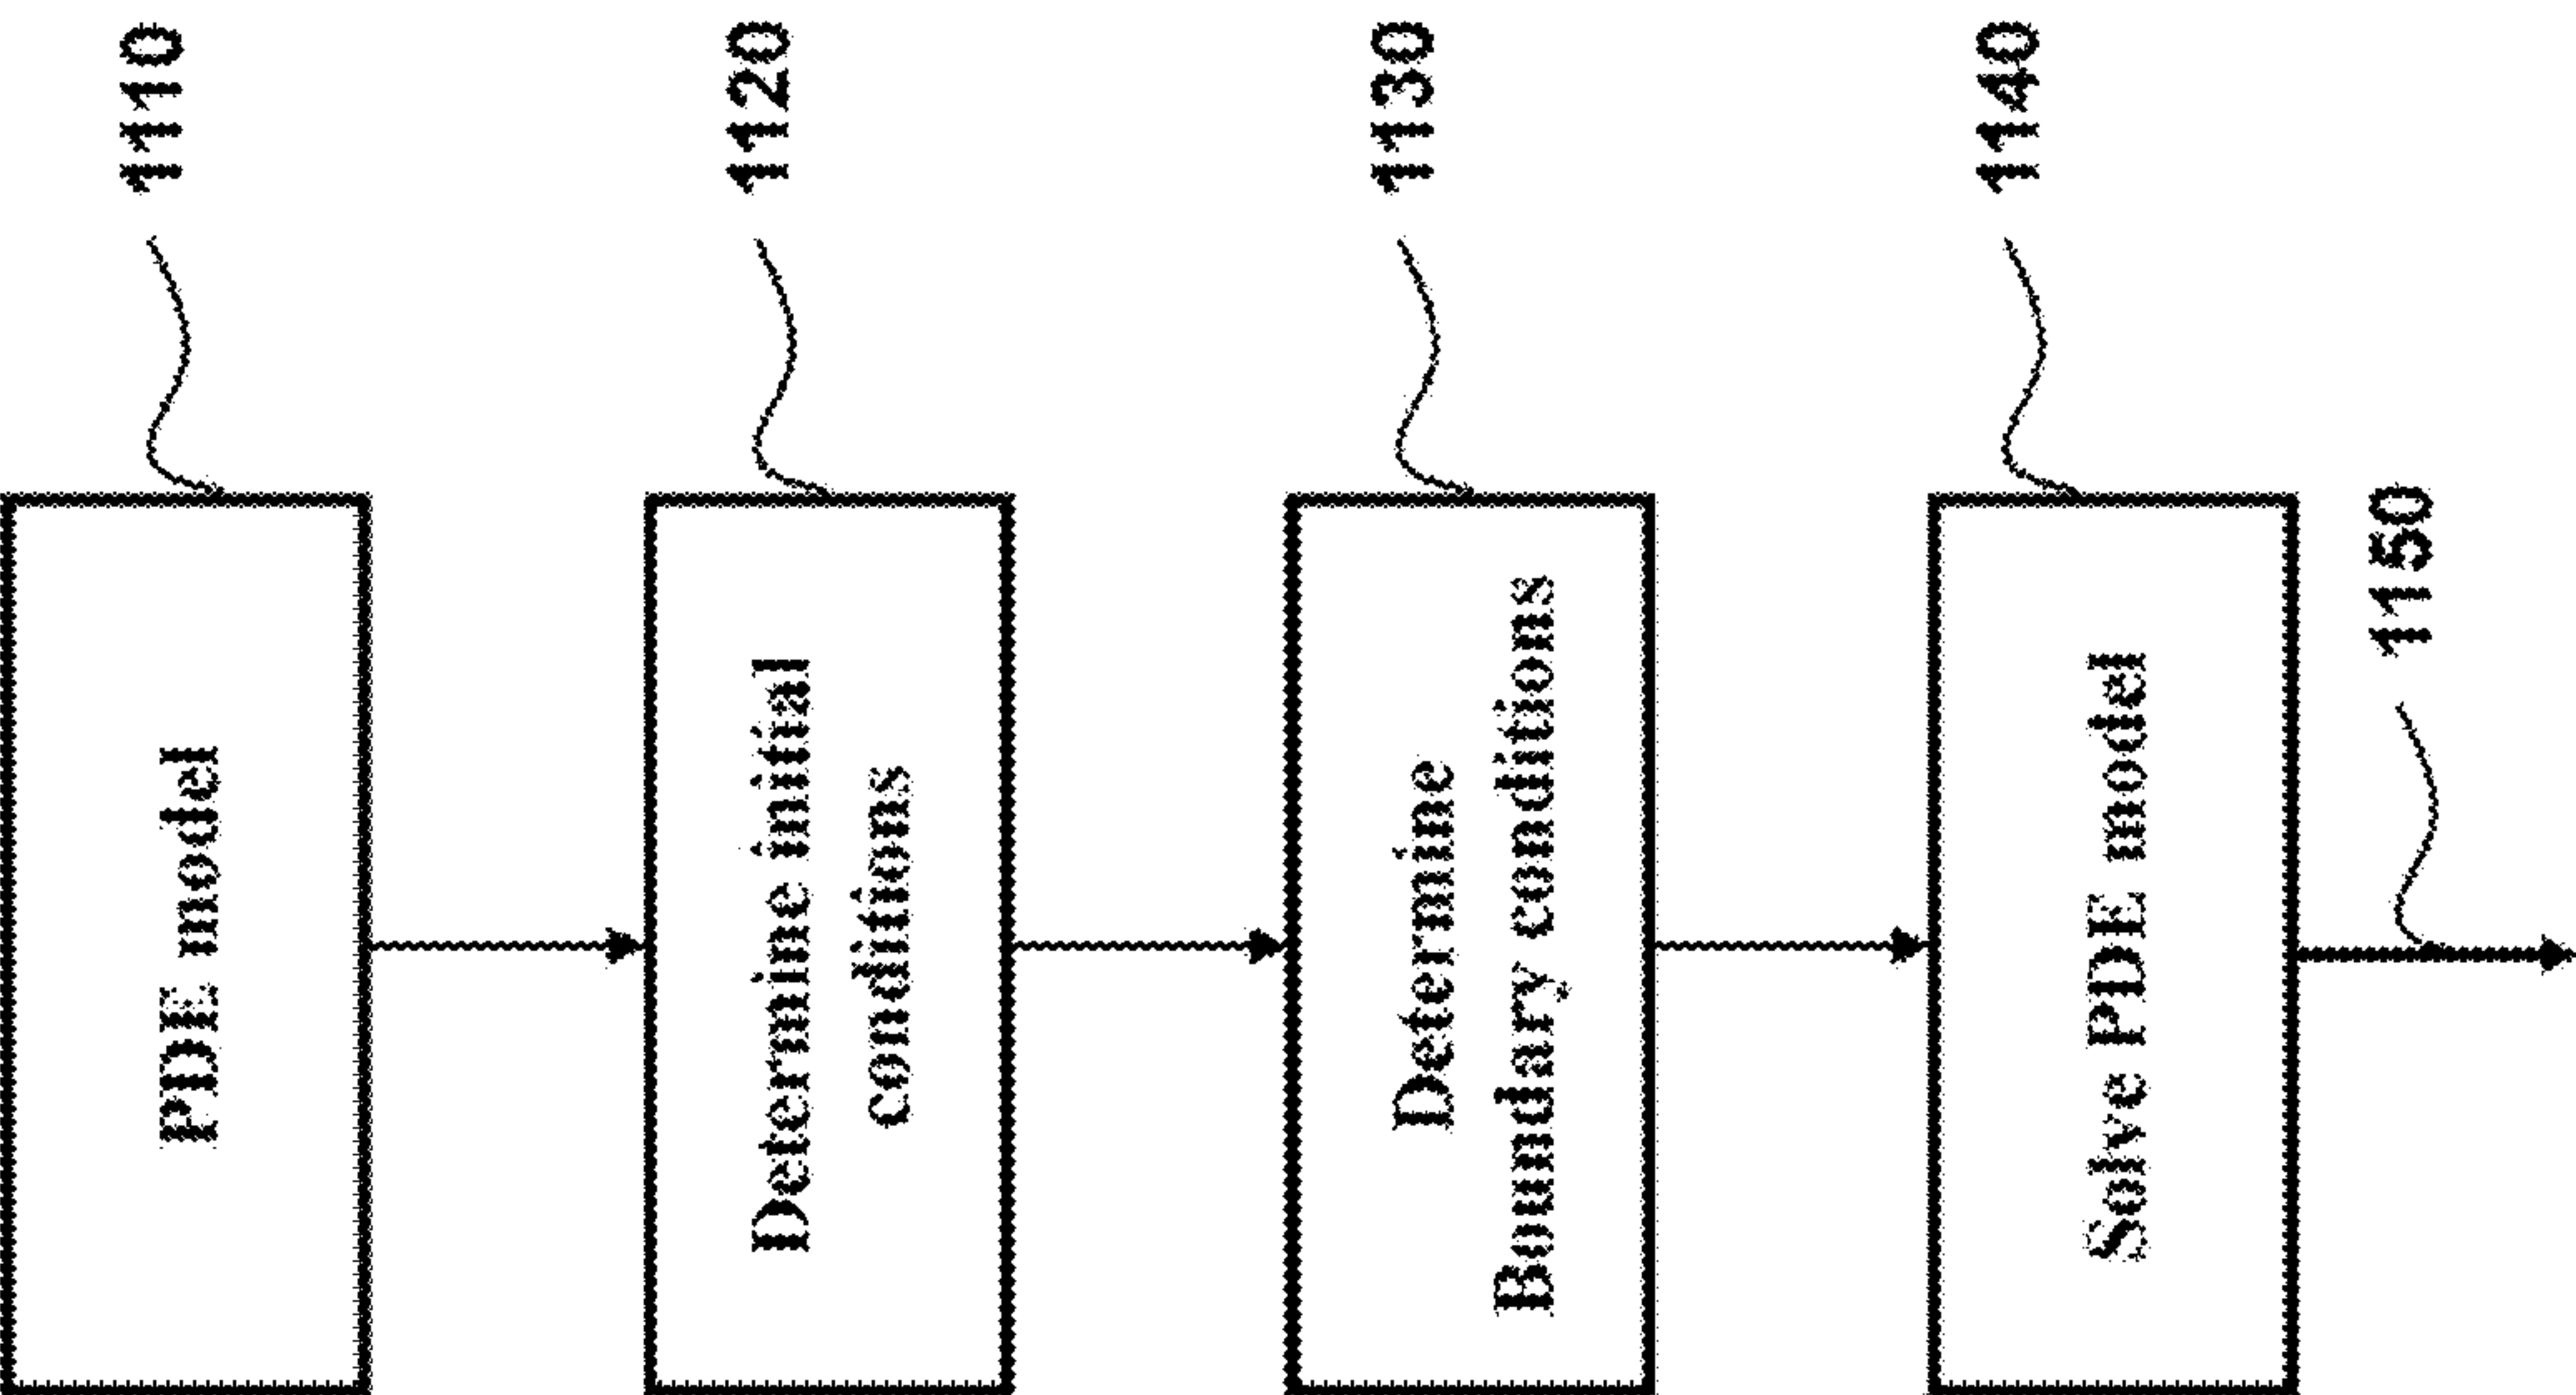 PDE model
1110
Determine initial
conditions
1120
Determine
Boundary conditions
1130
Solve PDE model
1140
1150